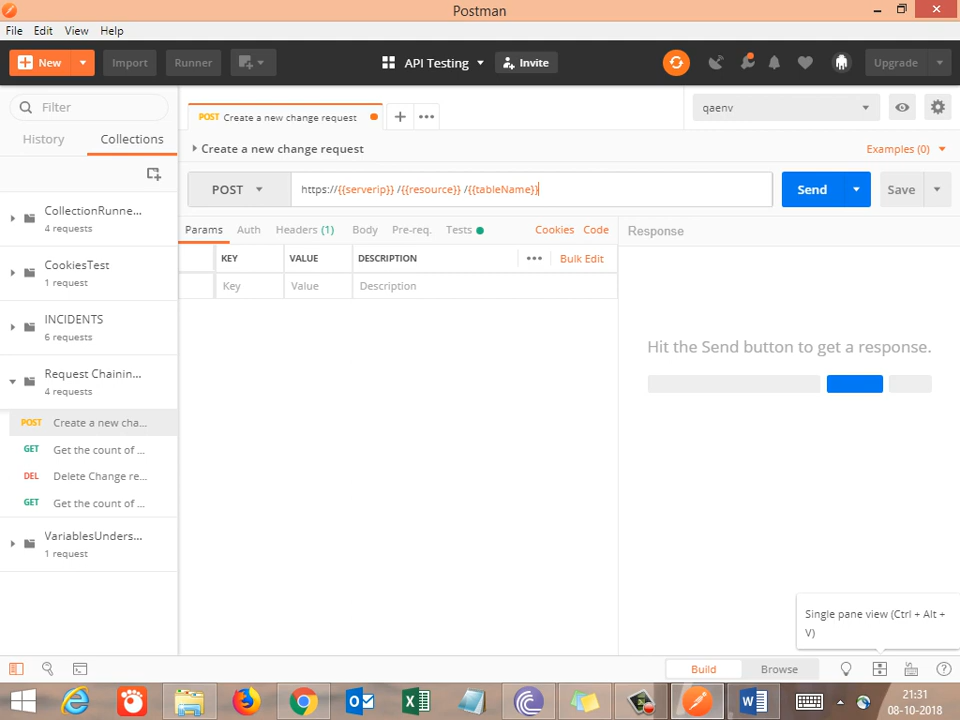 Postman
File Edit View Help
New Import Runner API Testing Invite Upgrade
Filter
History Collections
CollectionRunne...
4 requests
CookiesTest
1 request
INCIDENTS
6 requests
Request Chainin...
4 requests
POST Create a new cha...
GET Get the count of ...
DEL Delete Change re...
GET Get the count of ...
VariablesUnders...
1 request
POST Create a new change request
qaenv
Create a new change request
Examples (0)
POST https://{{serverip}} /{{resource}} /{{tableName}} Send Save
Params Auth Headers (1) Body Pre-req. Tests Cookies Code
KEY VALUE DESCRIPTION Bulk Edit
Key Value Description
Response
Hit the Send button to get a response.
Single pane view (Ctrl + Alt +
V)
Build Browse
21:31
08-10-2018